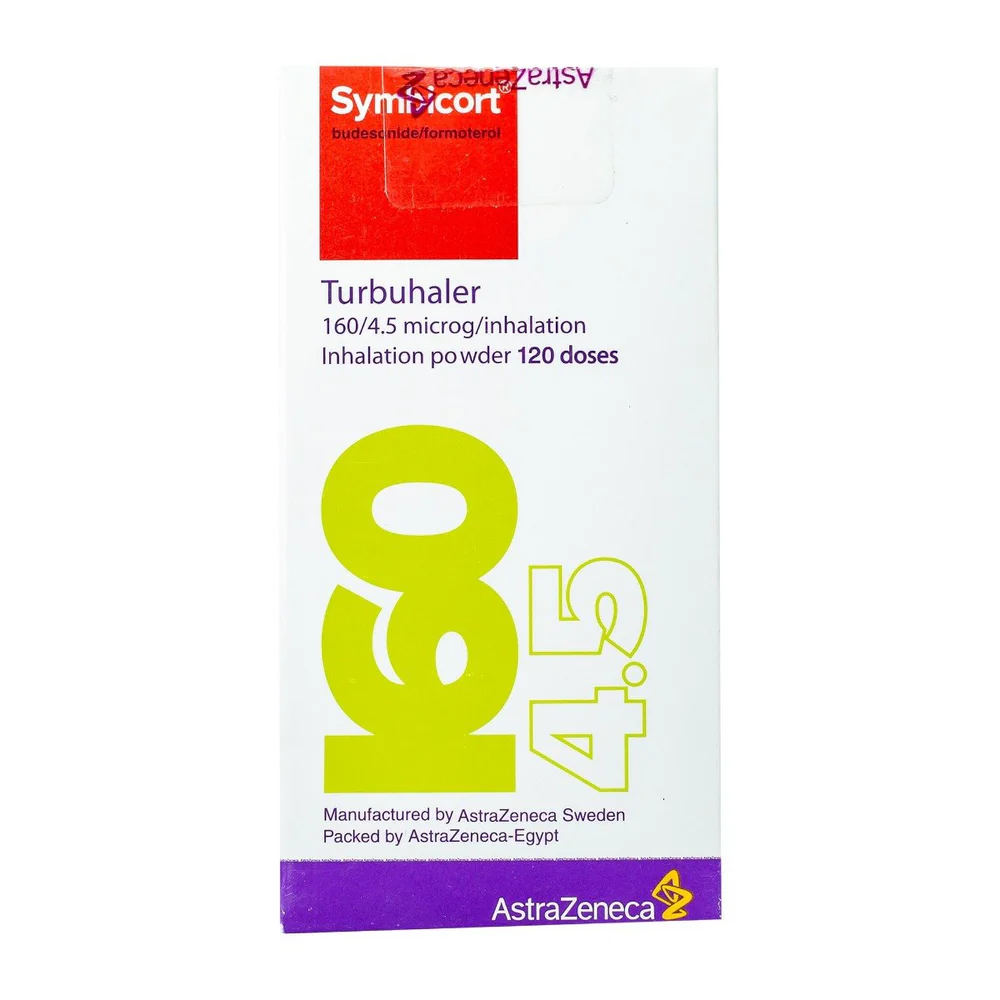 AstraZeneca
Symbicort®
budesonide/formoterol
Turbuhaler
160/4.5 microg/inhalation
Inhalation powder 120 doses
160
4.5
Manufactured by AstraZeneca Sweden
Packed by AstraZeneca-Egypt
AstraZeneca